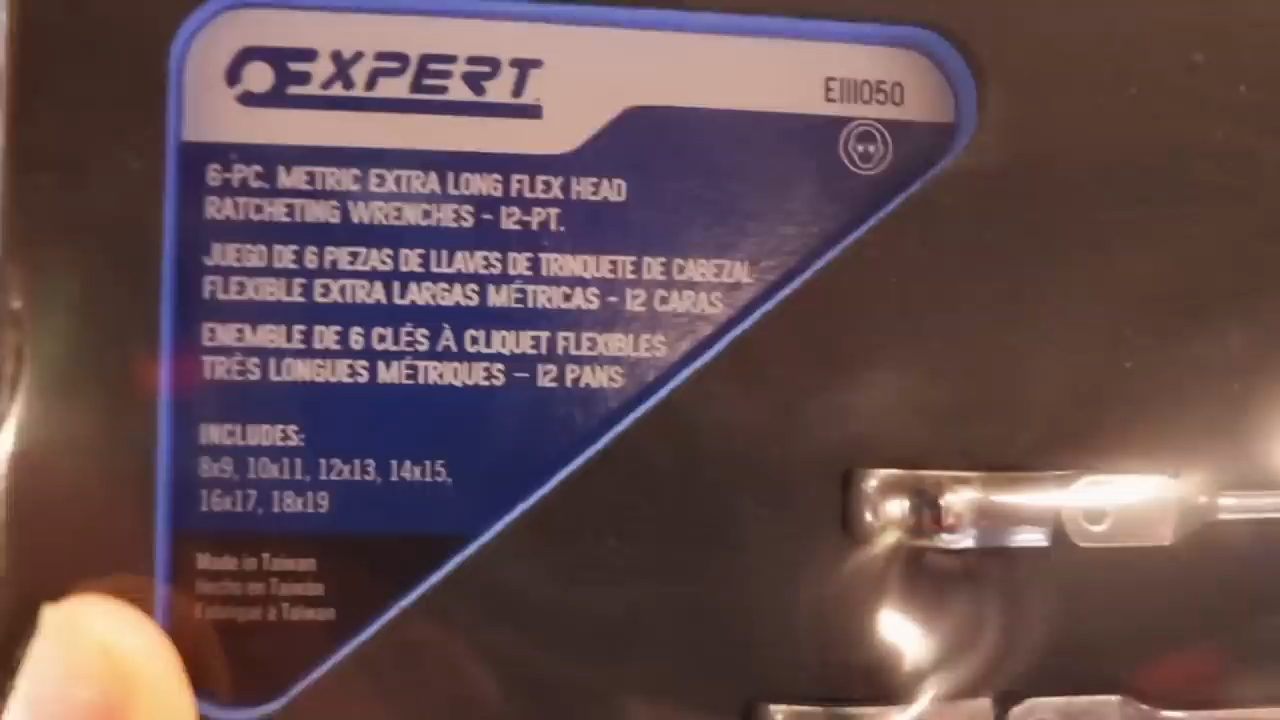 EXPERT
E111050
6-PC. METRIC EXTRA LONG FLEX HEAD
RATCHETING WRENCHES - 12-PT.
JUEGO DE 6 PIEZAS DE LLAVES DE TRINQUETE DE CABEZAL
FLEXIBLE EXTRA LARGAS MÉTRICAS - 12 CARAS
ENEMBLE DE 6 CLÉS À CLIQUET FLEXIBLES
TRÈS LONGUES MÉTRIQUES – 12 PANS
INCLUDES:
8x9, 10x11, 12x13, 14x15,
16x17, 18x19
Made in Taiwan
Hecho en Taiwán
Fabriqué à Taïwan